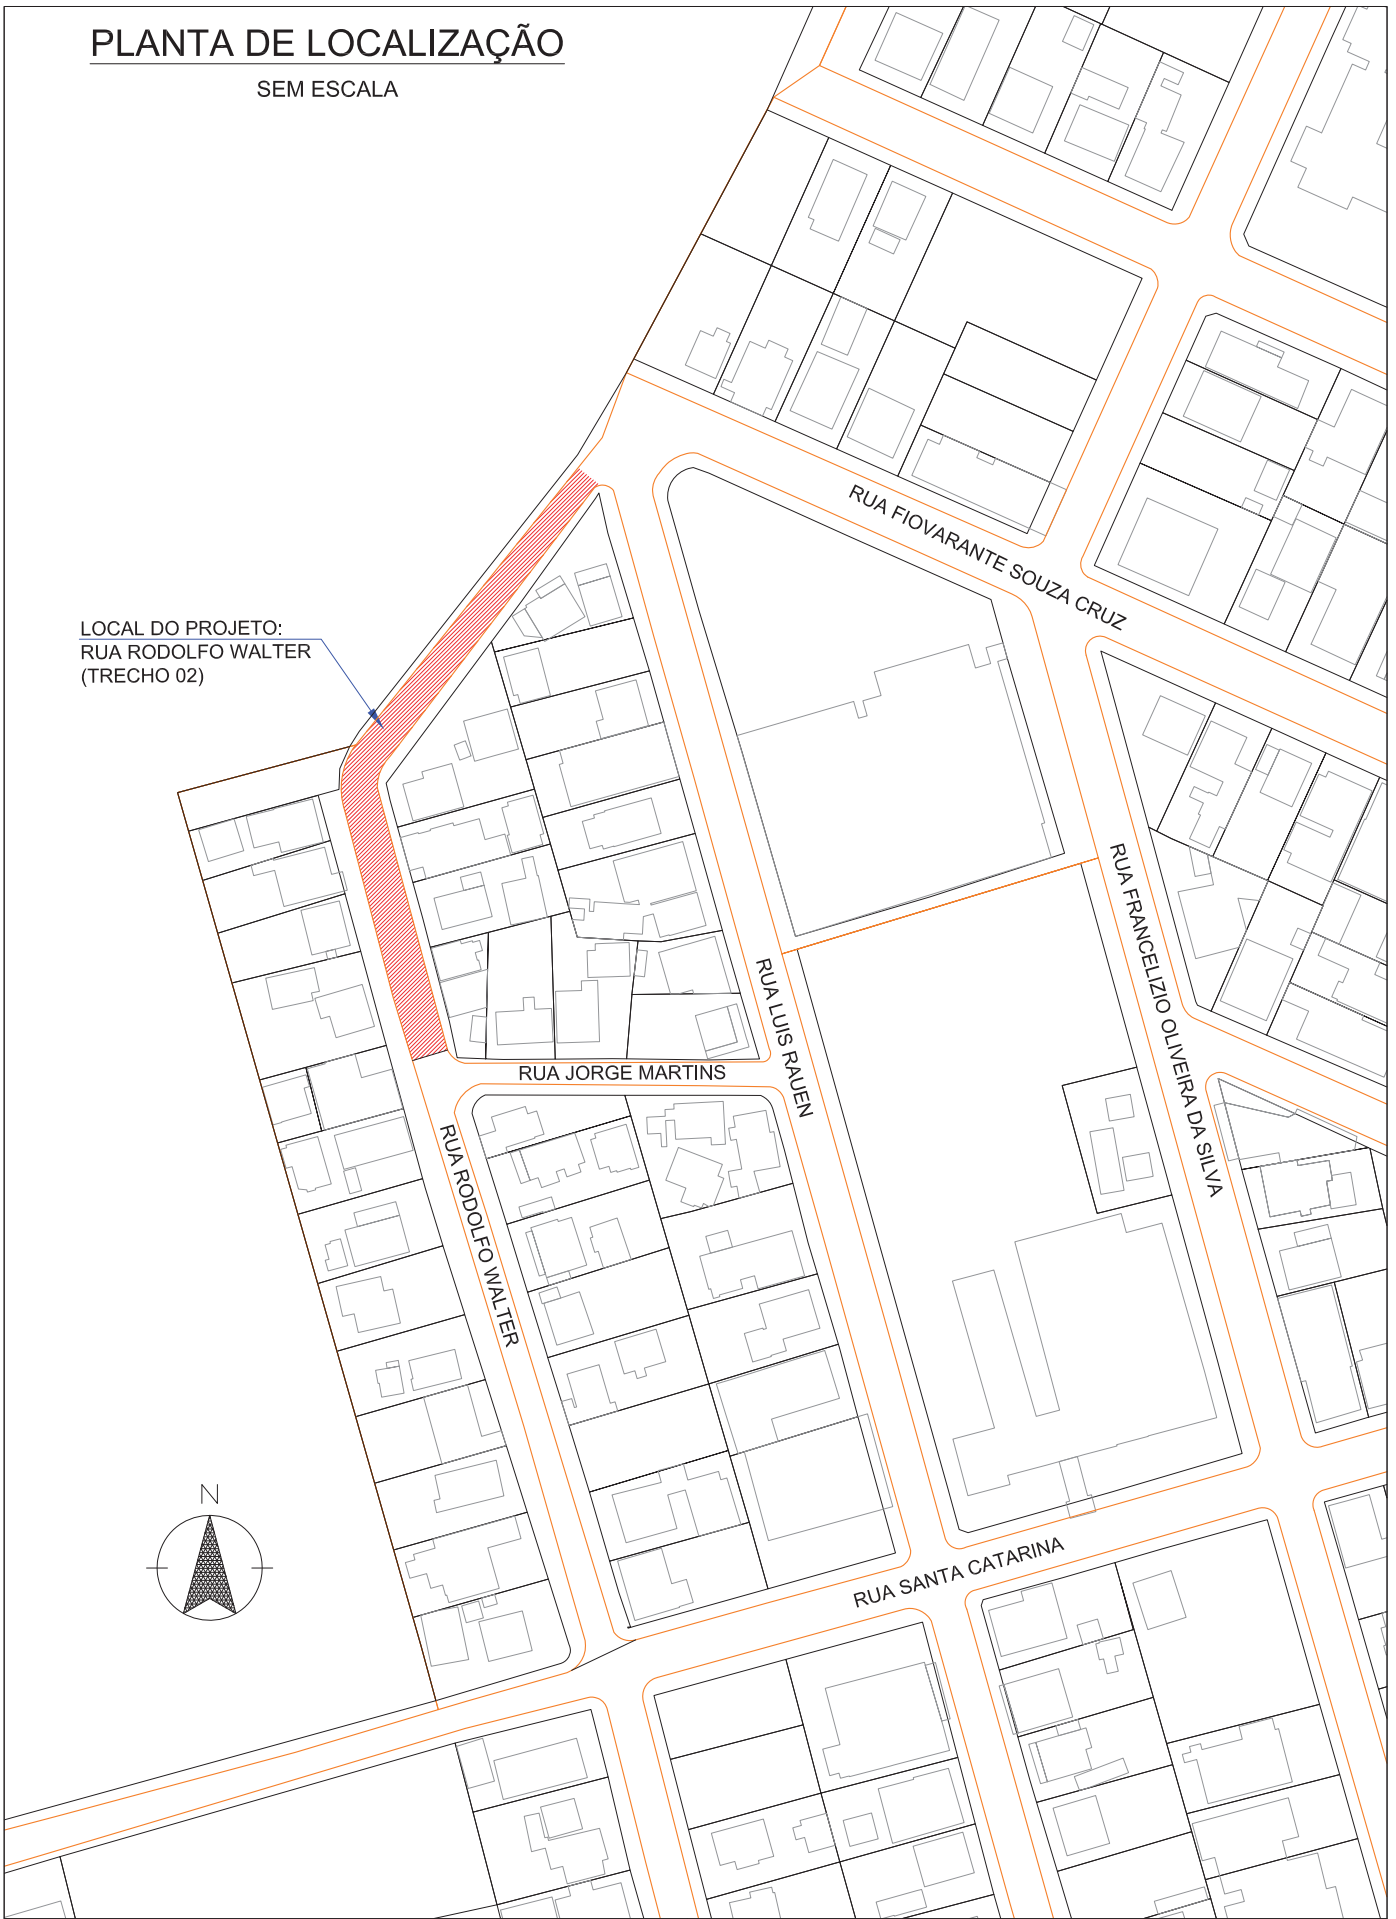 PLANTA DE LOCALIZAÇÃO
SEM ESCALA
RUA FIOVARANTE SOUZA CRUZ
LOCAL DO PROJETO:
RUA RODOLFO WALTER
(TRECHO 02)
RUA FRANCELIZIO OLIVEIRA DA SILVA
RUA LUIS RAUEN
RUA JORGE MARTINS
RUA RODOLFO WALTER
N
RUA SANTA CATARINA